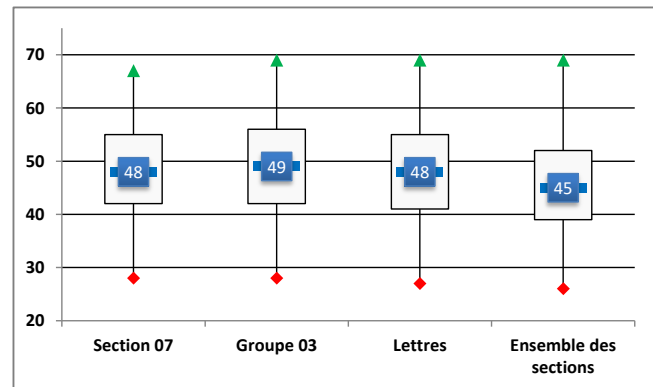 70
60
50
40
30
20
48
49
48
45
Section 07
Groupe 03
Lettres
Ensemble des
sections